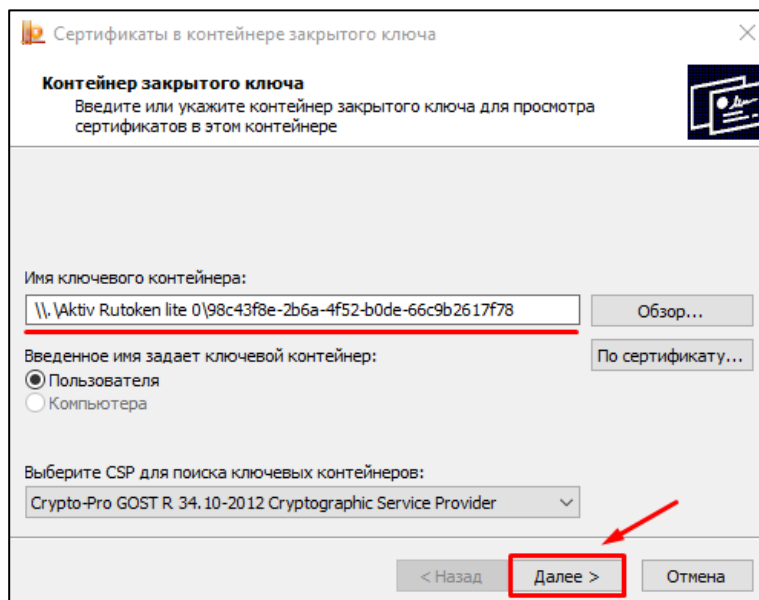 Сертификаты в контейнере закрытого ключа
Контейнер закрытого ключа
Введите или укажите контейнер закрытого ключа для просмотра
сертификатов в этом контейнере
Имя ключевого контейнера:
\\.\Aktiv Rutoken lite 0\98c43f8e-2b6a-4f52-b0de-66c9b2617f78
Обзор...
Введенное имя задает ключевой контейнер:
По сертификату...
Пользователя
Компьютера
Выберите CSP для поиска ключевых контейнеров:
Crypto-Pro GOST R 34.10-2012 Cryptographic Service Provider
< Назад
Далее >
Отмена